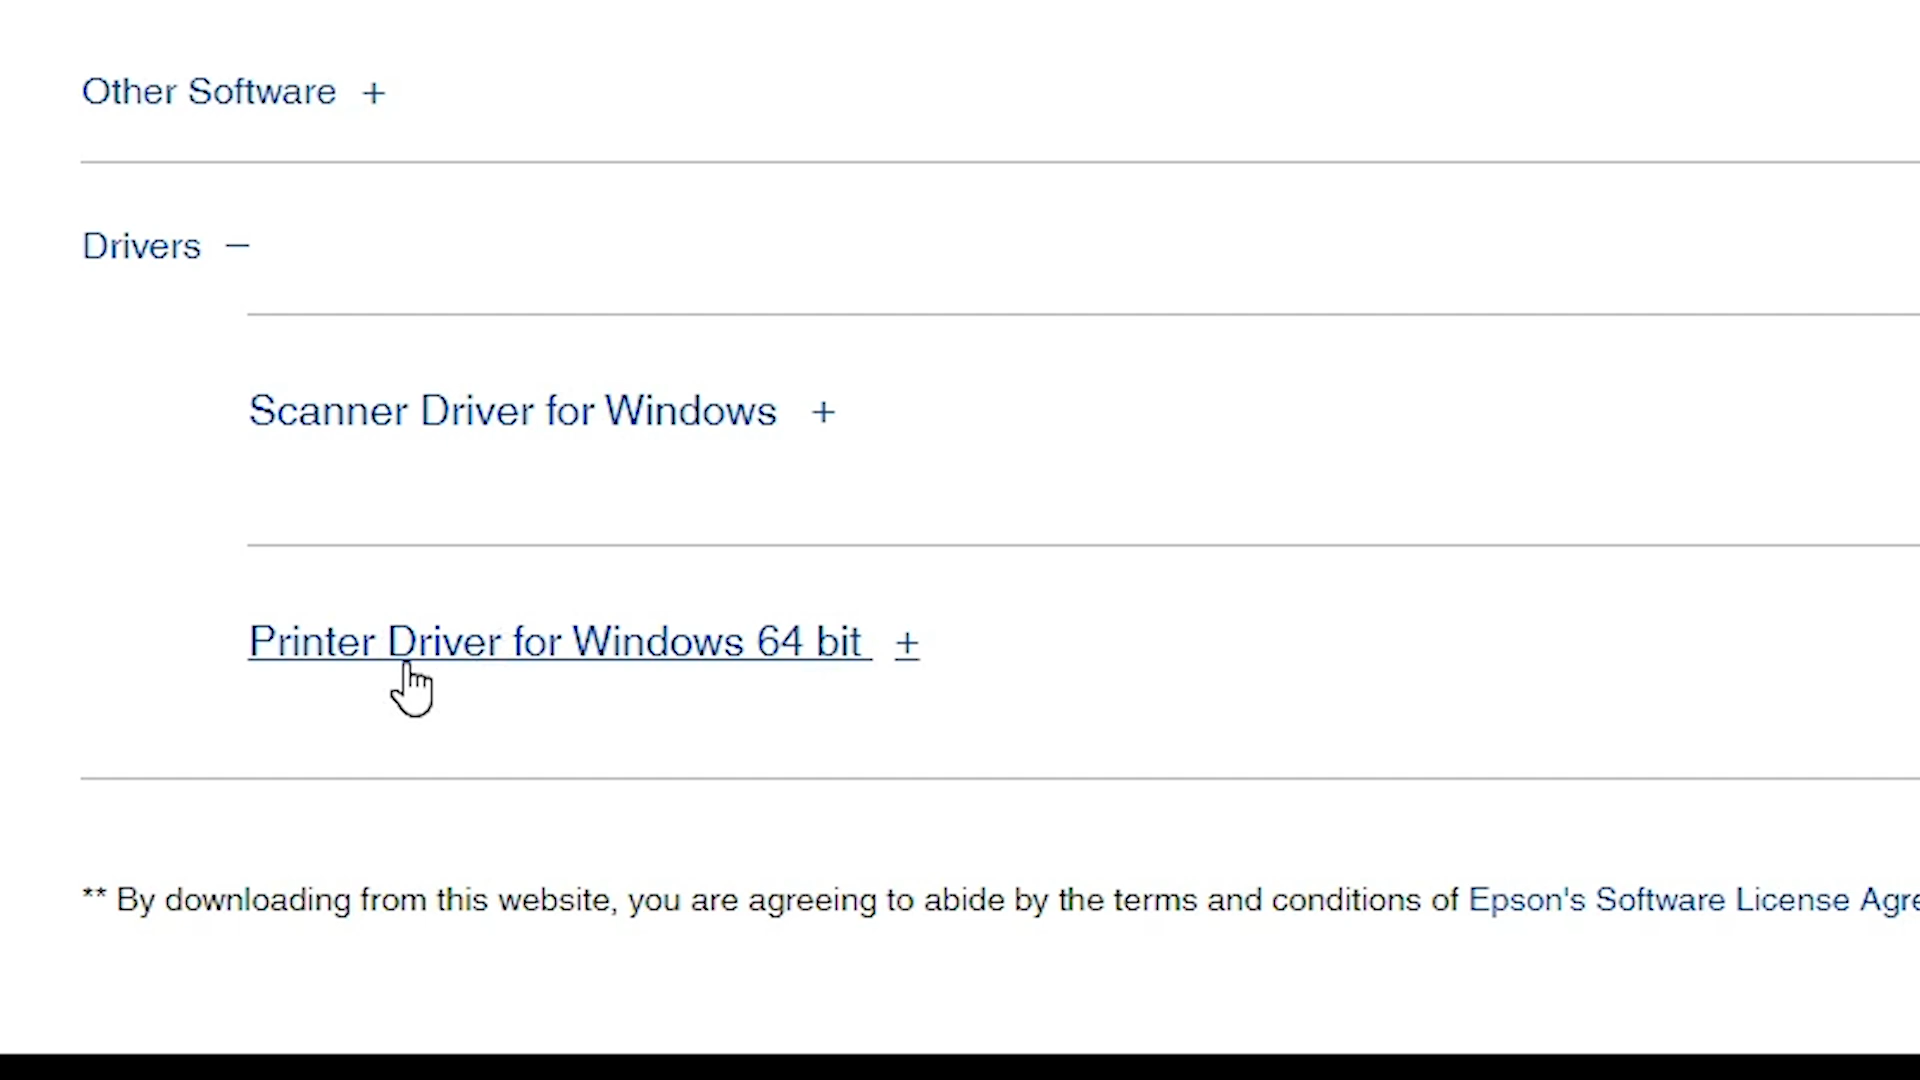 Other Software +
Drivers −
Scanner Driver for Windows +
Printer Driver for Windows 64 bit +
** By downloading from this website, you are agreeing to abide by the terms and conditions of Epson's Software License Agre